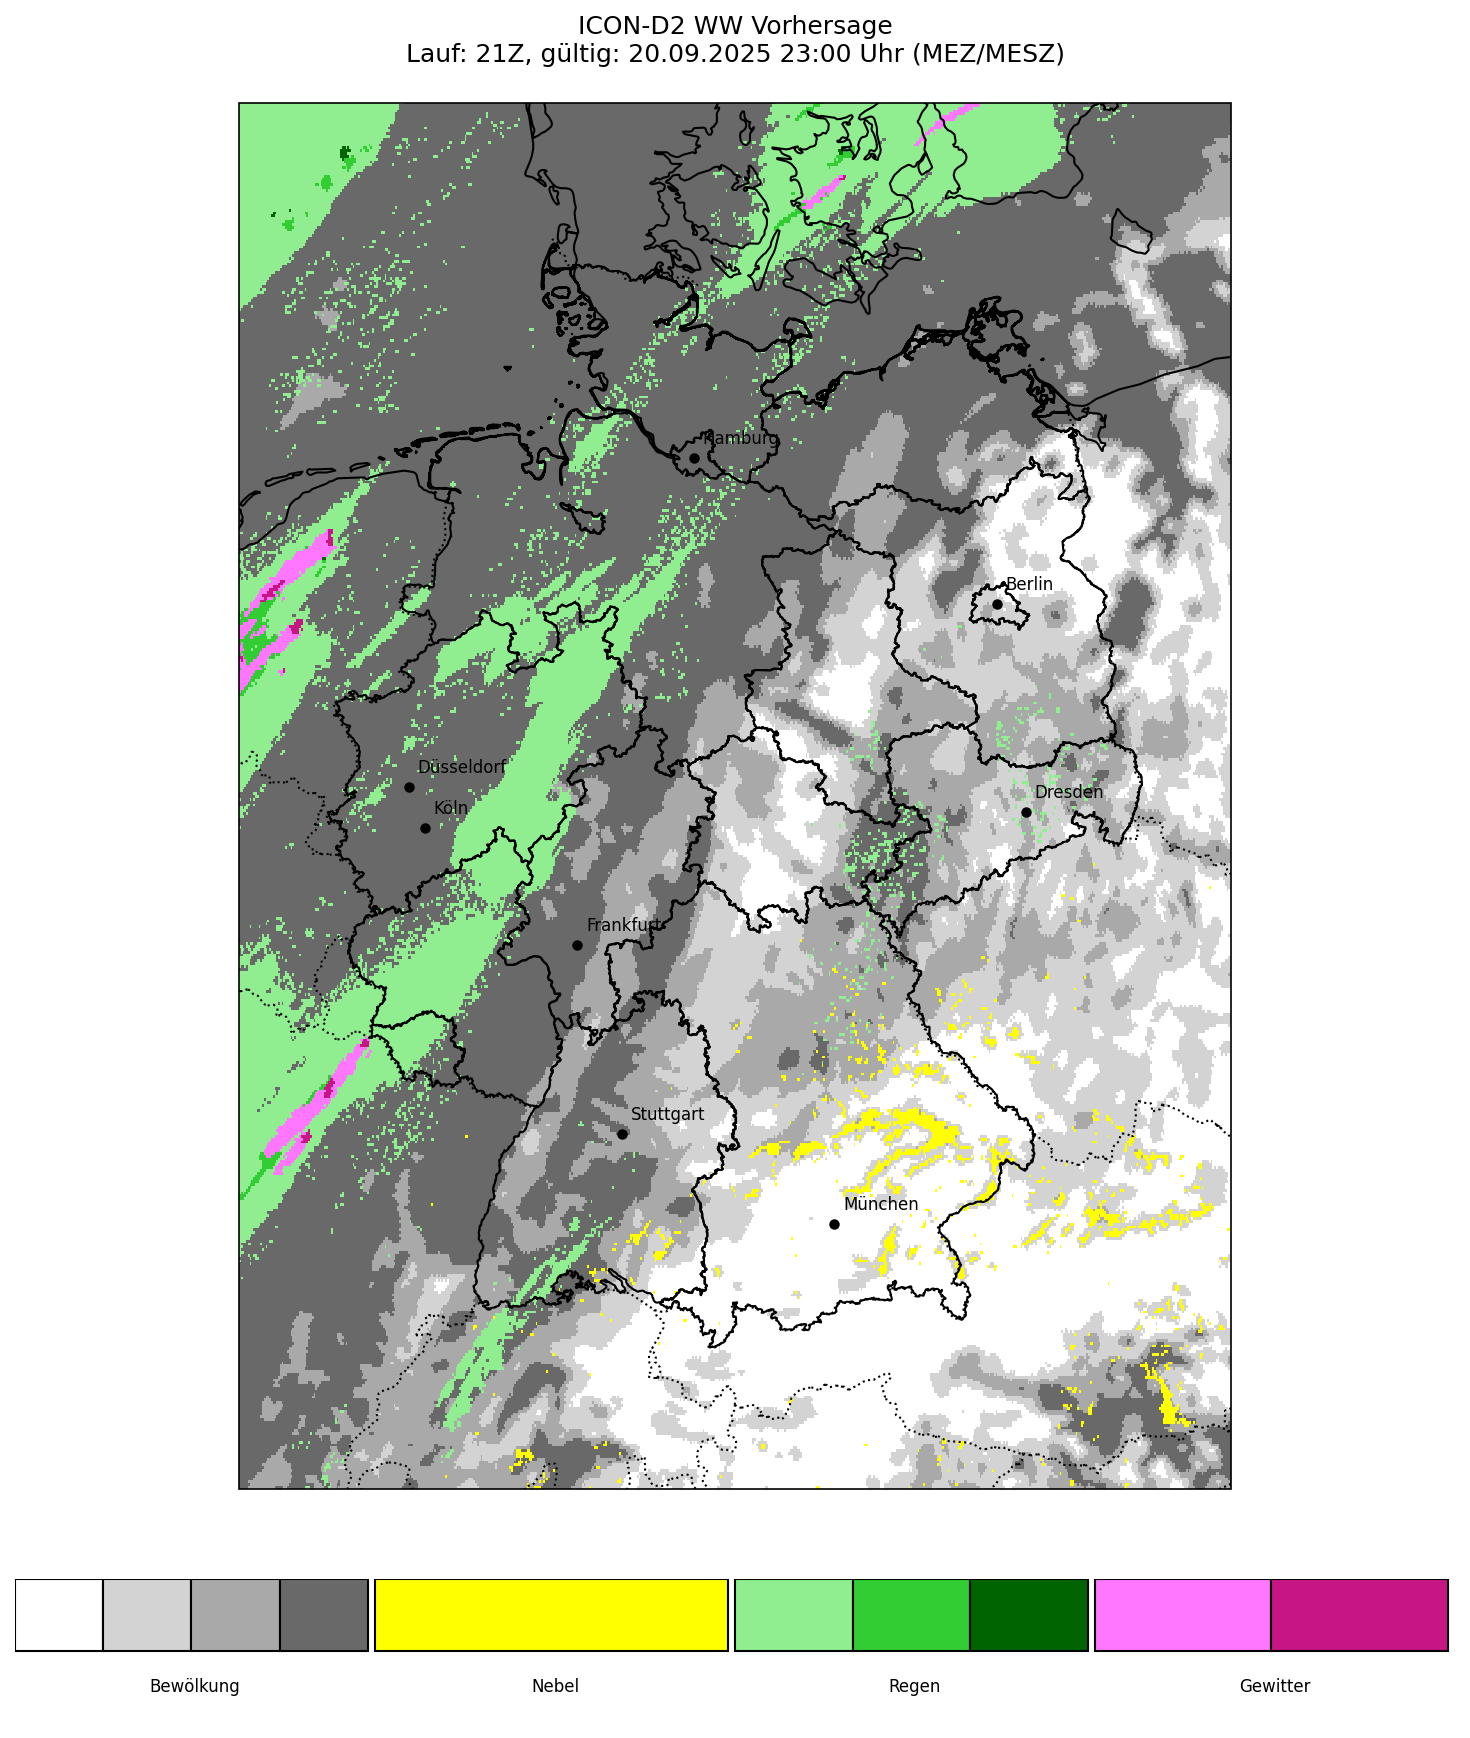 ICON-D2 WW Vorhersage
Lauf: 21Z, gültig: 20.09.2025 23:00 Uhr (MEZ/MESZ)
Hamburg
Berlin
Düsseldorf
Dresden
Köln
Frankfurt
Stuttgart
München
Bewölkung
Nebel
Regen
Gewitter